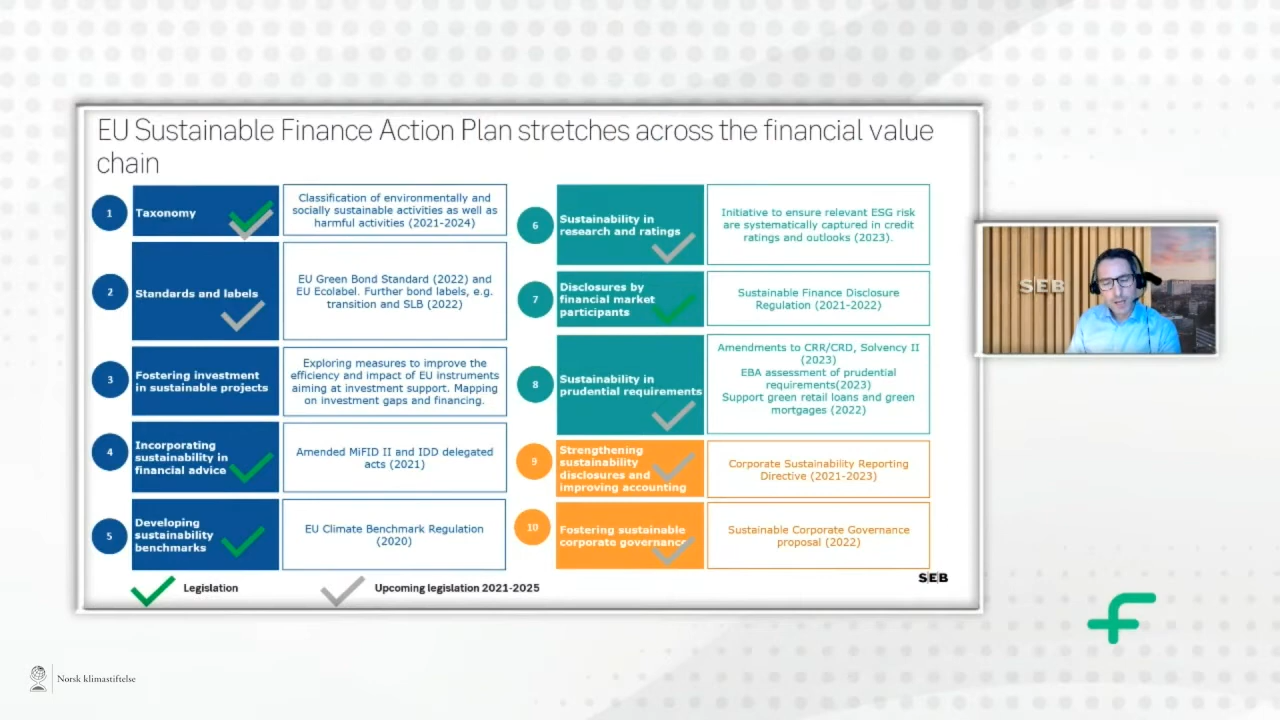 EU Sustainable Finance Action Plan stretches across the financial value
chain
1
Taxonomy
Classification of environmentally and
socially sustainable activities as well as
harmful activities (2021-2024)
2
Standards and labels
EU Green Bond Standard (2022) and
EU Ecolabel. Further bond labels, e.g.
transition and SLB (2022)
3
Fostering investment
in sustainable projects
Exploring measures to improve the
efficiency and impact of EU instruments
aiming at investment support. Mapping
on investment gaps and financing.
4
Incorporating
sustainability in
financial advice
Amended MiFID II and IDD delegated
acts (2021)
5
Developing
sustainability
benchmarks
EU Climate Benchmark Regulation
(2020)
6
Sustainability in
research and ratings
Initiative to ensure relevant ESG risk
are systematically captured in credit
ratings and outlooks (2023).
7
Disclosures by
financial market
participants
Sustainable Finance Disclosure
Regulation (2021-2022)
8
Sustainability in
prudential requirements
Amendments to CRR/CRD, Solvency II
(2023)
EBA assessment of prudential
requirements(2023)
Support green retail loans and green
mortgages (2022)
9
Strengthening
sustainability
disclosures and
improving accounting
Corporate Sustainability Reporting
Directive (2021-2023)
10
Fostering sustainable
corporate governance
Sustainable Corporate Governance
proposal (2022)
Legislation
Upcoming legislation 2021-2025
SEB
SEB
Norsk klimastiftelse